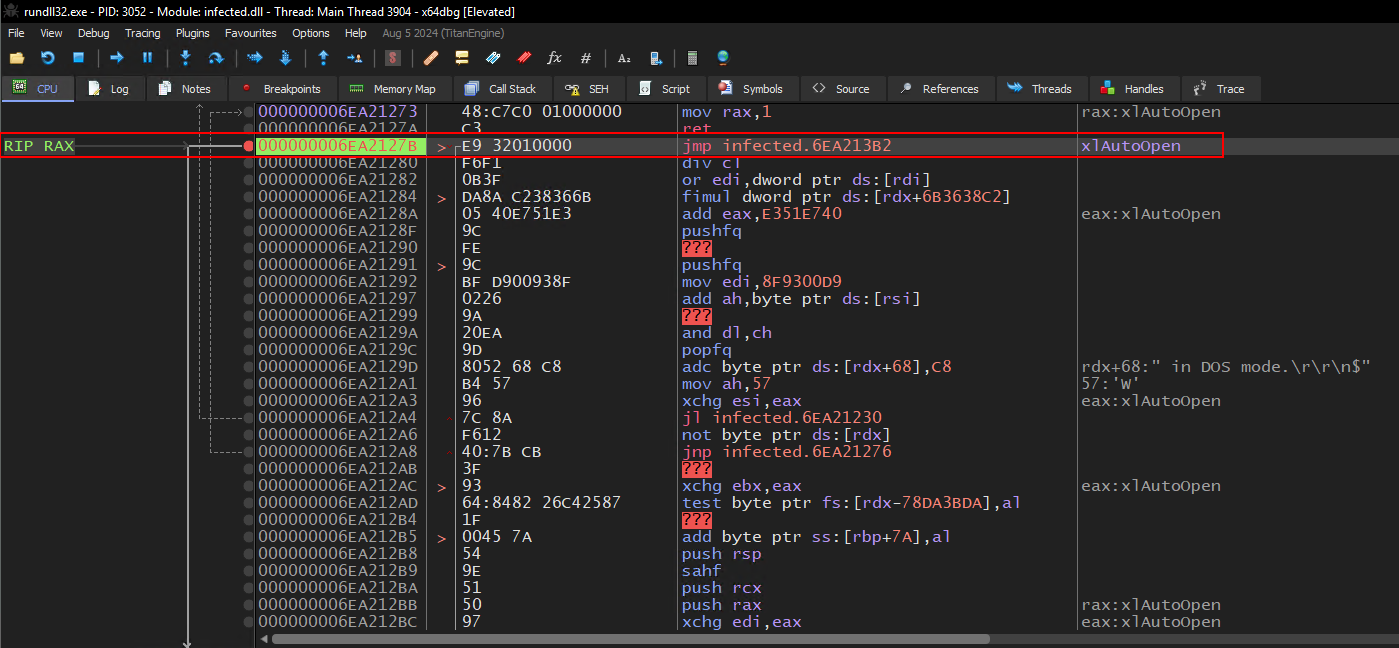 rundll32.exe - PID: 3052 - Module: infected.dll - Thread: Main Thread 3904 - x64dbg [Elevated]
File View Debug Tracing Plugins Favourites Options Help Aug 5 2024 (TitanEngine)
CPU Log Notes Breakpoints Memory Map Call Stack SEH Script Symbols Source References Threads Handles Trace
000000006EA21273 48:C7C0 01000000 mov rax,1 rax:xlAutoOpen
000000006EA2127A C3 ret
RIP RAX 000000006EA2127B > E9 32010000 jmp infected.6EA213B2 xlAutoOpen
000000006EA21280 F6F1 div cl
000000006EA21282 0B3F or edi,dword ptr ds:[rdi]
000000006EA21284 > DA8A C238366B fimul dword ptr ds:[rdx+6B3638C2]
000000006EA2128A 05 40E751E3 add eax,E351E740 eax:xlAutoOpen
000000006EA2128F 9C pushfq
000000006EA21290 FE ???
000000006EA21291 > 9C pushfq
000000006EA21292 BF D900938F mov edi,8F9300D9
000000006EA21297 0226 add ah,byte ptr ds:[rsi]
000000006EA21299 9A ???
000000006EA2129A 20EA and dl,ch
000000006EA2129C 9D popfq
000000006EA2129D 8052 68 C8 adc byte ptr ds:[rdx+68],C8 rdx+68:" in DOS mode.\r\r\n$"
000000006EA212A1 B4 57 mov ah,57 57:'W'
000000006EA212A3 96 xchg esi,eax eax:xlAutoOpen
000000006EA212A4 7C 8A jl infected.6EA21230
000000006EA212A6 F612 not byte ptr ds:[rdx]
000000006EA212A8 40:7B CB jnp infected.6EA21276
000000006EA212AB 3F ???
000000006EA212AC > 93 xchg ebx,eax eax:xlAutoOpen
000000006EA212AD 64:8482 26C42587 test byte ptr fs:[rdx-78DA3BDA],al
000000006EA212B4 1F ???
000000006EA212B5 > 0045 7A add byte ptr ss:[rbp+7A],al
000000006EA212B8 54 push rsp
000000006EA212B9 9E sahf
000000006EA212BA 51 push rcx
000000006EA212BB 50 push rax rax:xlAutoOpen
000000006EA212BC 97 xchg edi,eax eax:xlAutoOpen